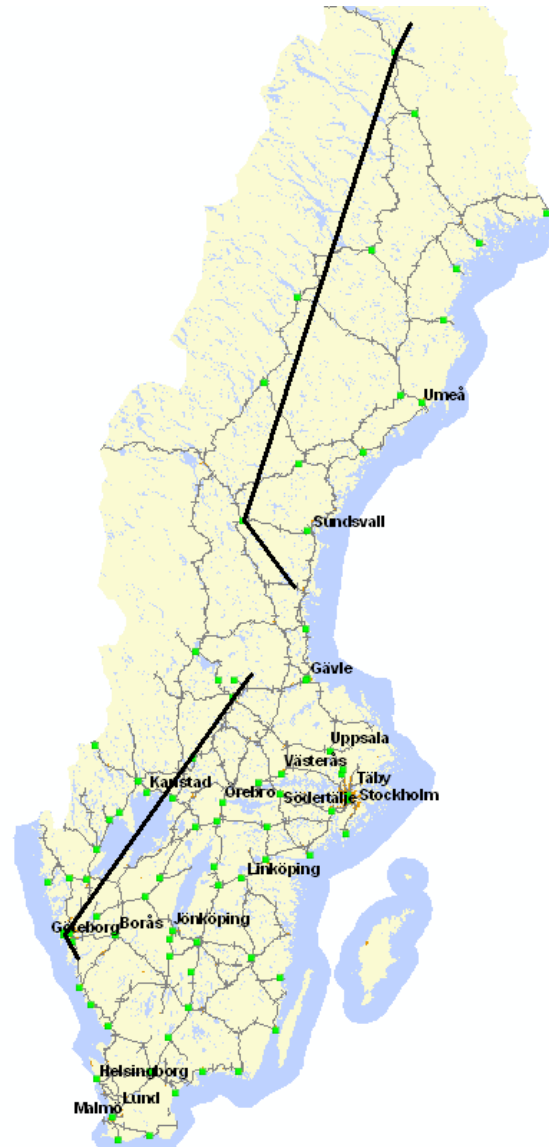 Umeå
Sundsvall
Gävle
Uppsala
Västerås
Täby
Karlstad
Örebro
Södertälje
Stockholm
Linköping
Göteborg
Borås
Jönköping
Helsingborg
Lund
Malmö